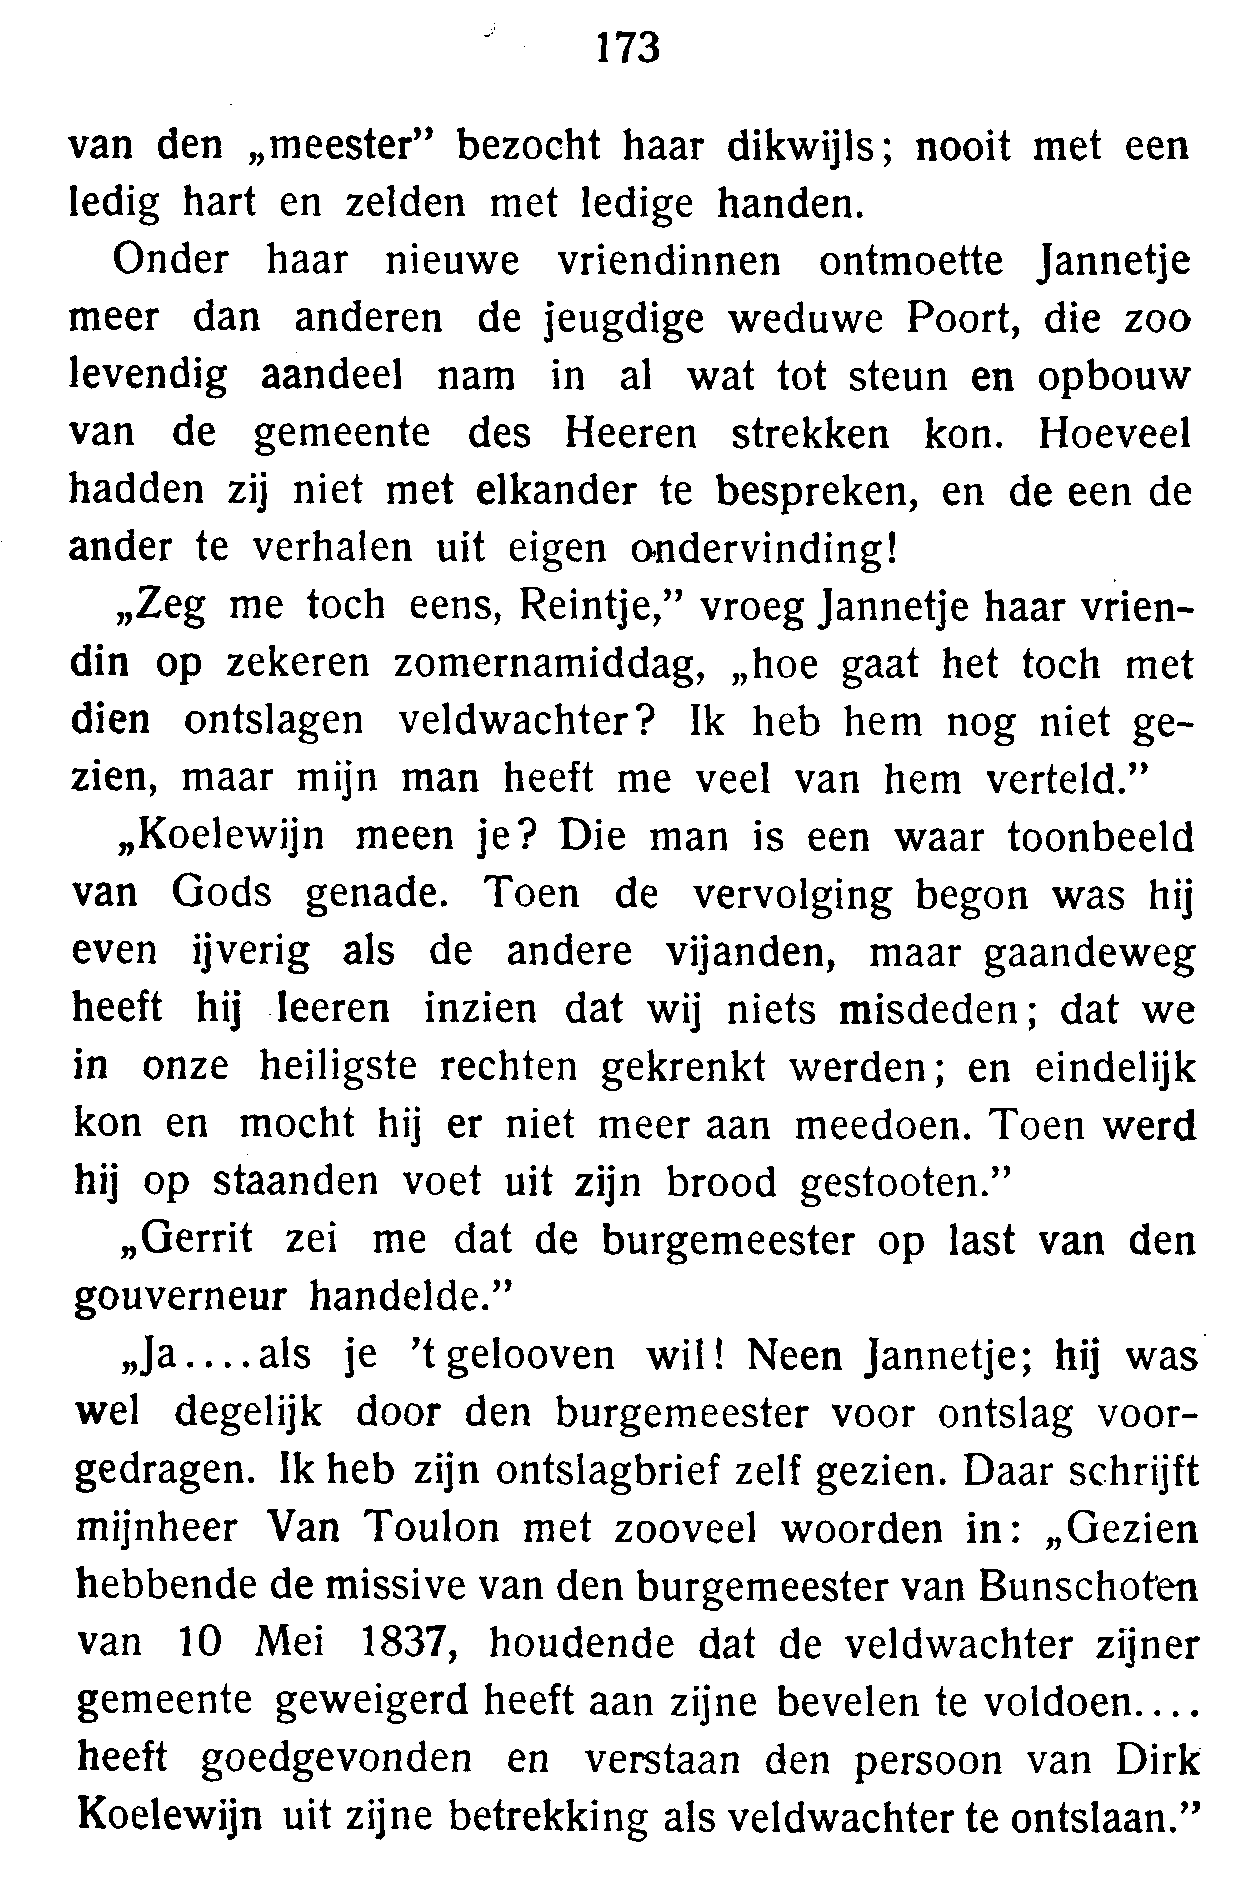 173
van den „meester” bezocht haar dikwijls; nooit met een
ledig hart en zelden met ledige handen.
Onder haar nieuwe vriendinnen ontmoette Jannetje
meer dan anderen de jeugdige weduwe Poort, die zoo
levendig aandeel nam in al wat tot steun en opbouw
van de gemeente des Heeren strekken kon. Hoeveel
hadden zij niet met elkander te bespreken, en de een de
ander te verhalen uit eigen ondervinding!
„Zeg me toch eens, Reintje,” vroeg Jannetje haar vrien-
din op zekeren zomernamiddag, „hoe gaat het toch met
dien ontslagen veldwachter? Ik heb hem nog niet ge-
zien, maar mijn man heeft me veel van hem verteld.”
„Koelewijn meen je? Die man is een waar toonbeeld
van Gods genade. Toen de vervolging begon was hij
even ijverig als de andere vijanden, maar gaandeweg
heeft hij leeren inzien dat wij niets misdeden; dat we
in onze heiligste rechten gekrenkt werden; en eindelijk
kon en mocht hij er niet meer aan meedoen. Toen werd
hij op staanden voet uit zijn brood gestooten.”
„Gerrit zei me dat de burgemeester op last van den
gouverneur handelde.”
„Ja.... als je ’t gelooven wil! Neen Jannetje; hij was
wel degelijk door den burgemeester voor ontslag voor-
gedragen. Ik heb zijn ontslagbrief zelf gezien. Daar schrijft
mijnheer Van Toulon met zooveel woorden in: „Gezien
hebbende de missive van den burgemeester van Bunschoten
van 10 Mei 1837, houdende dat de veldwachter zijner
gemeente geweigerd heeft aan zijne bevelen te voldoen....
heeft goedgevonden en verstaan den persoon van Dirk
Koelewijn uit zijne betrekking als veldwachter te ontslaan.”